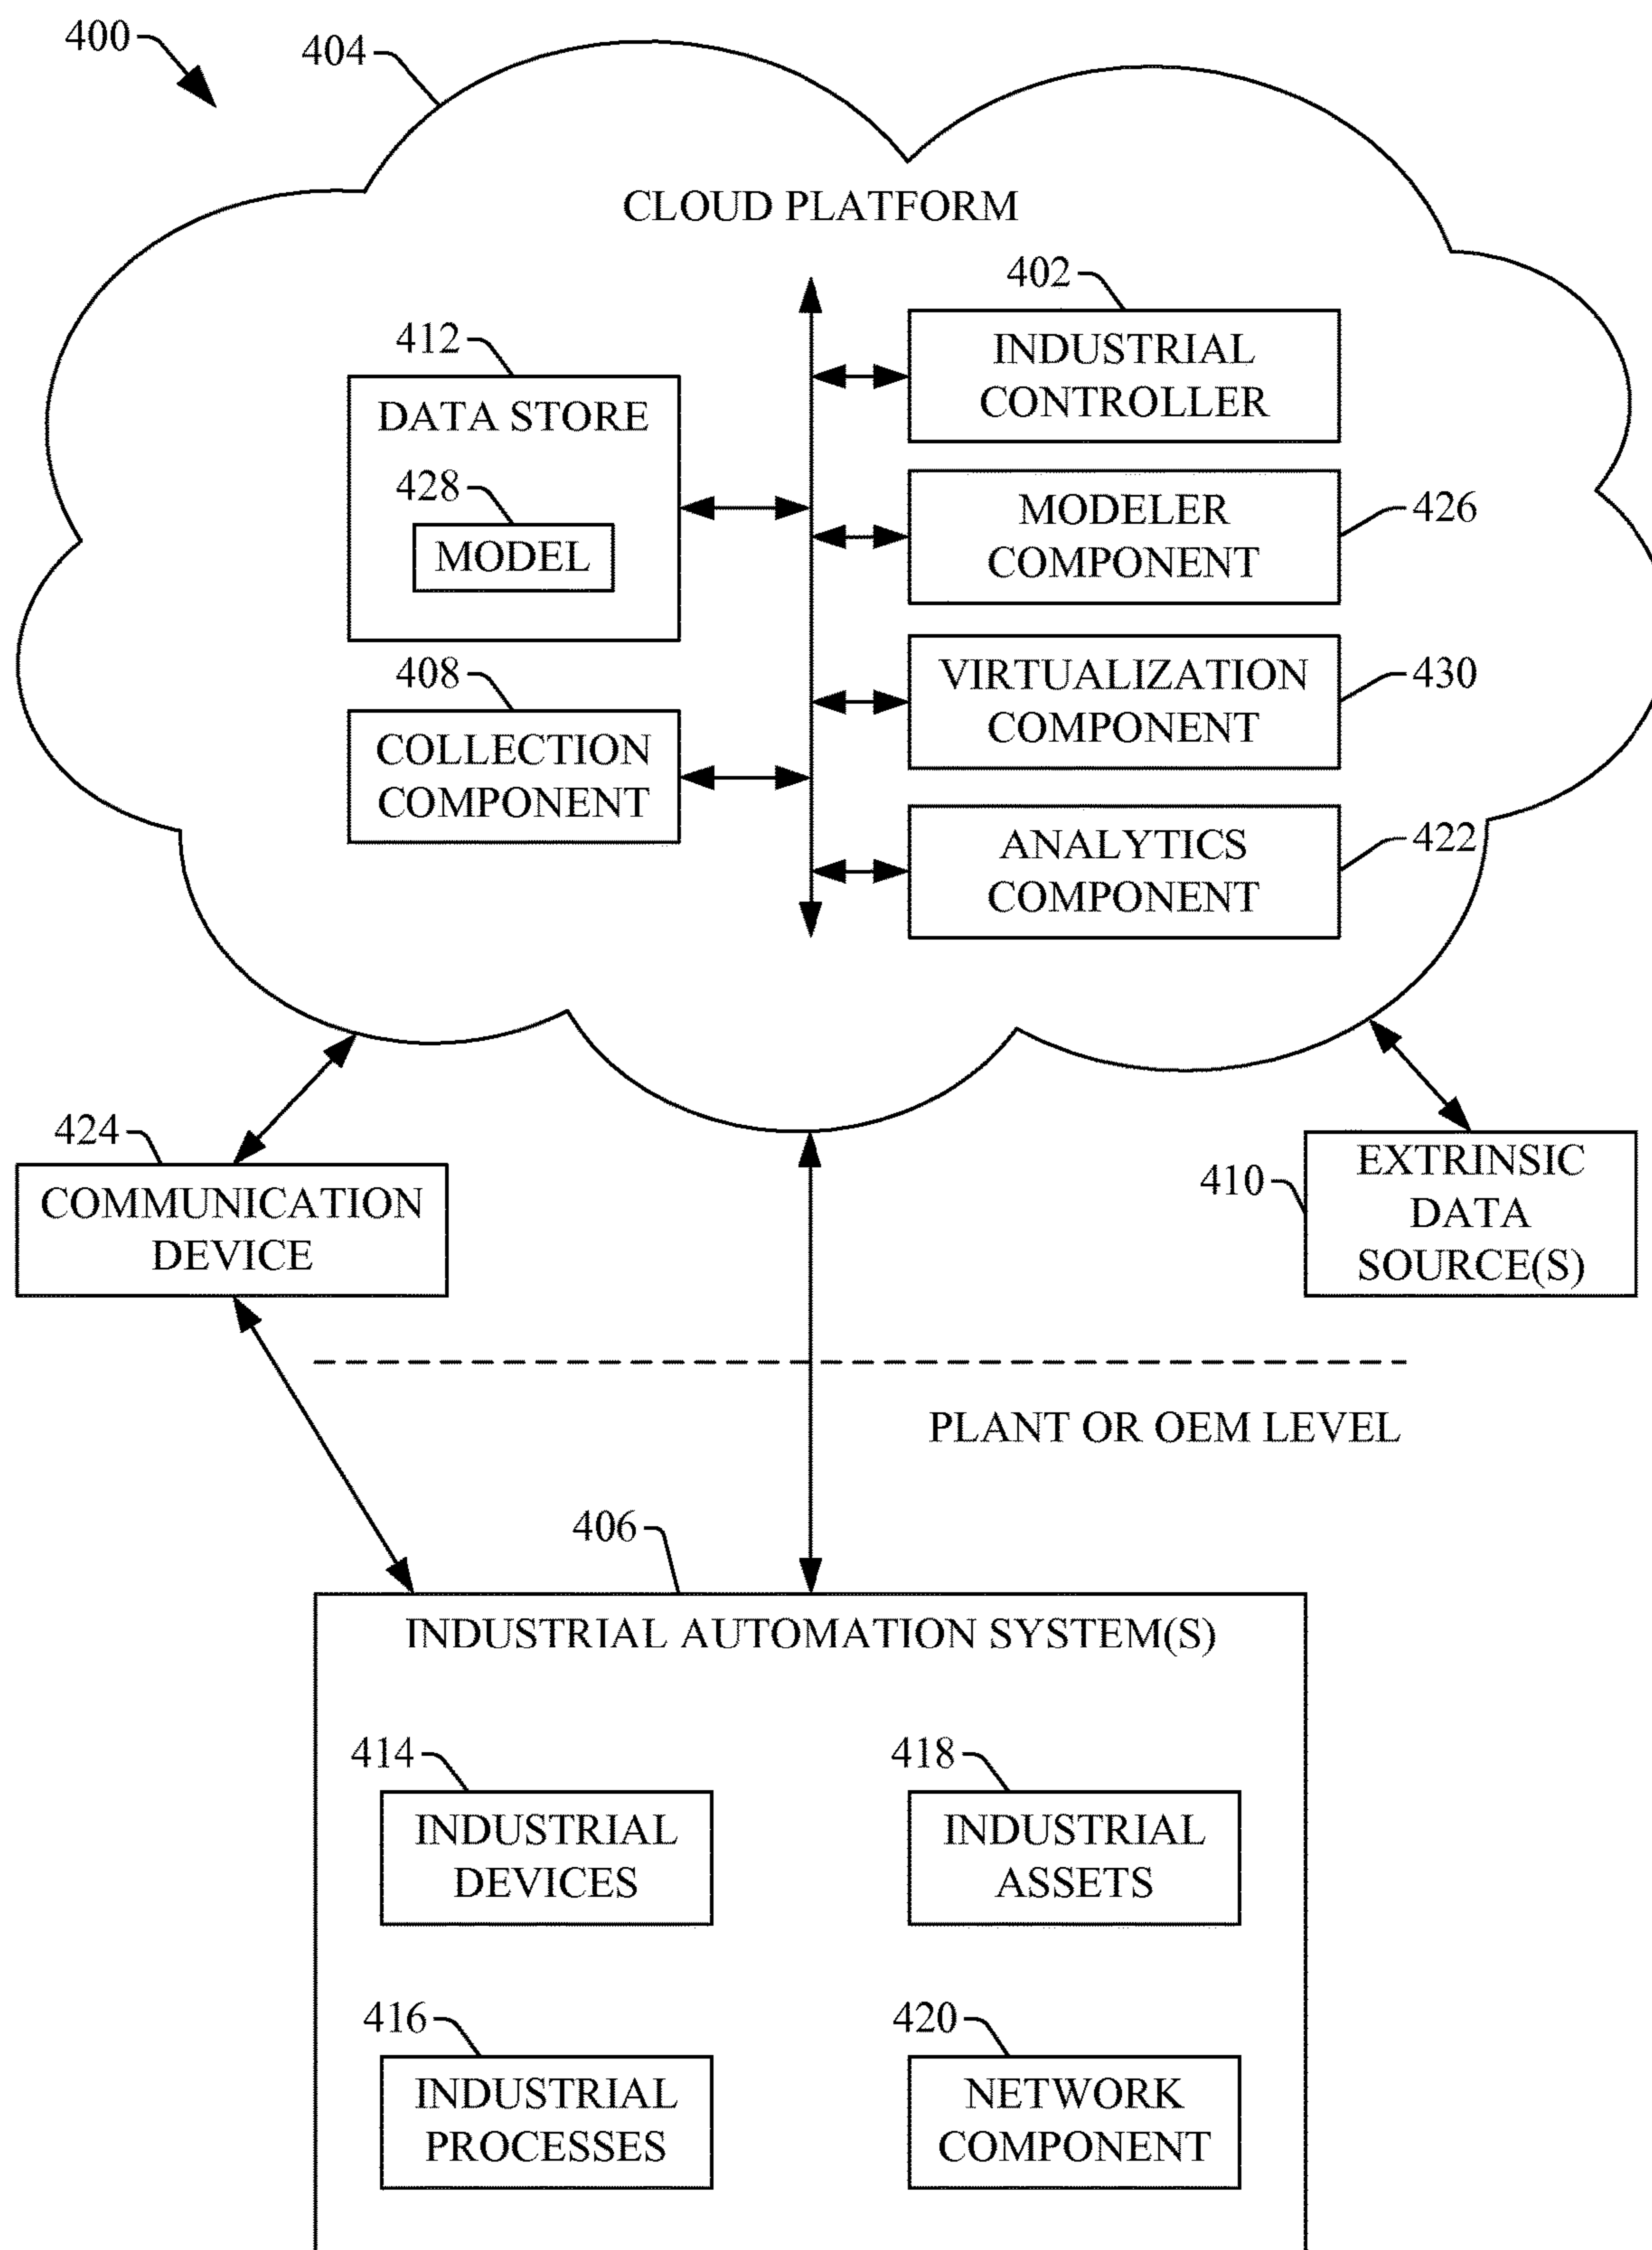 400
404
CLOUD PLATFORM
402
INDUSTRIAL
CONTROLLER
412
DATA STORE
428
MODEL
MODELER
COMPONENT
426
408
COLLECTION
COMPONENT
VIRTUALIZATION
COMPONENT
430
ANALYTICS
COMPONENT
422
424
COMMUNICATION
DEVICE
410
EXTRINSIC
DATA
SOURCE(S)
PLANT OR OEM LEVEL
406
INDUSTRIAL AUTOMATION SYSTEM(S)
414
INDUSTRIAL
DEVICES
418
INDUSTRIAL
ASSETS
416
INDUSTRIAL
PROCESSES
420
NETWORK
COMPONENT